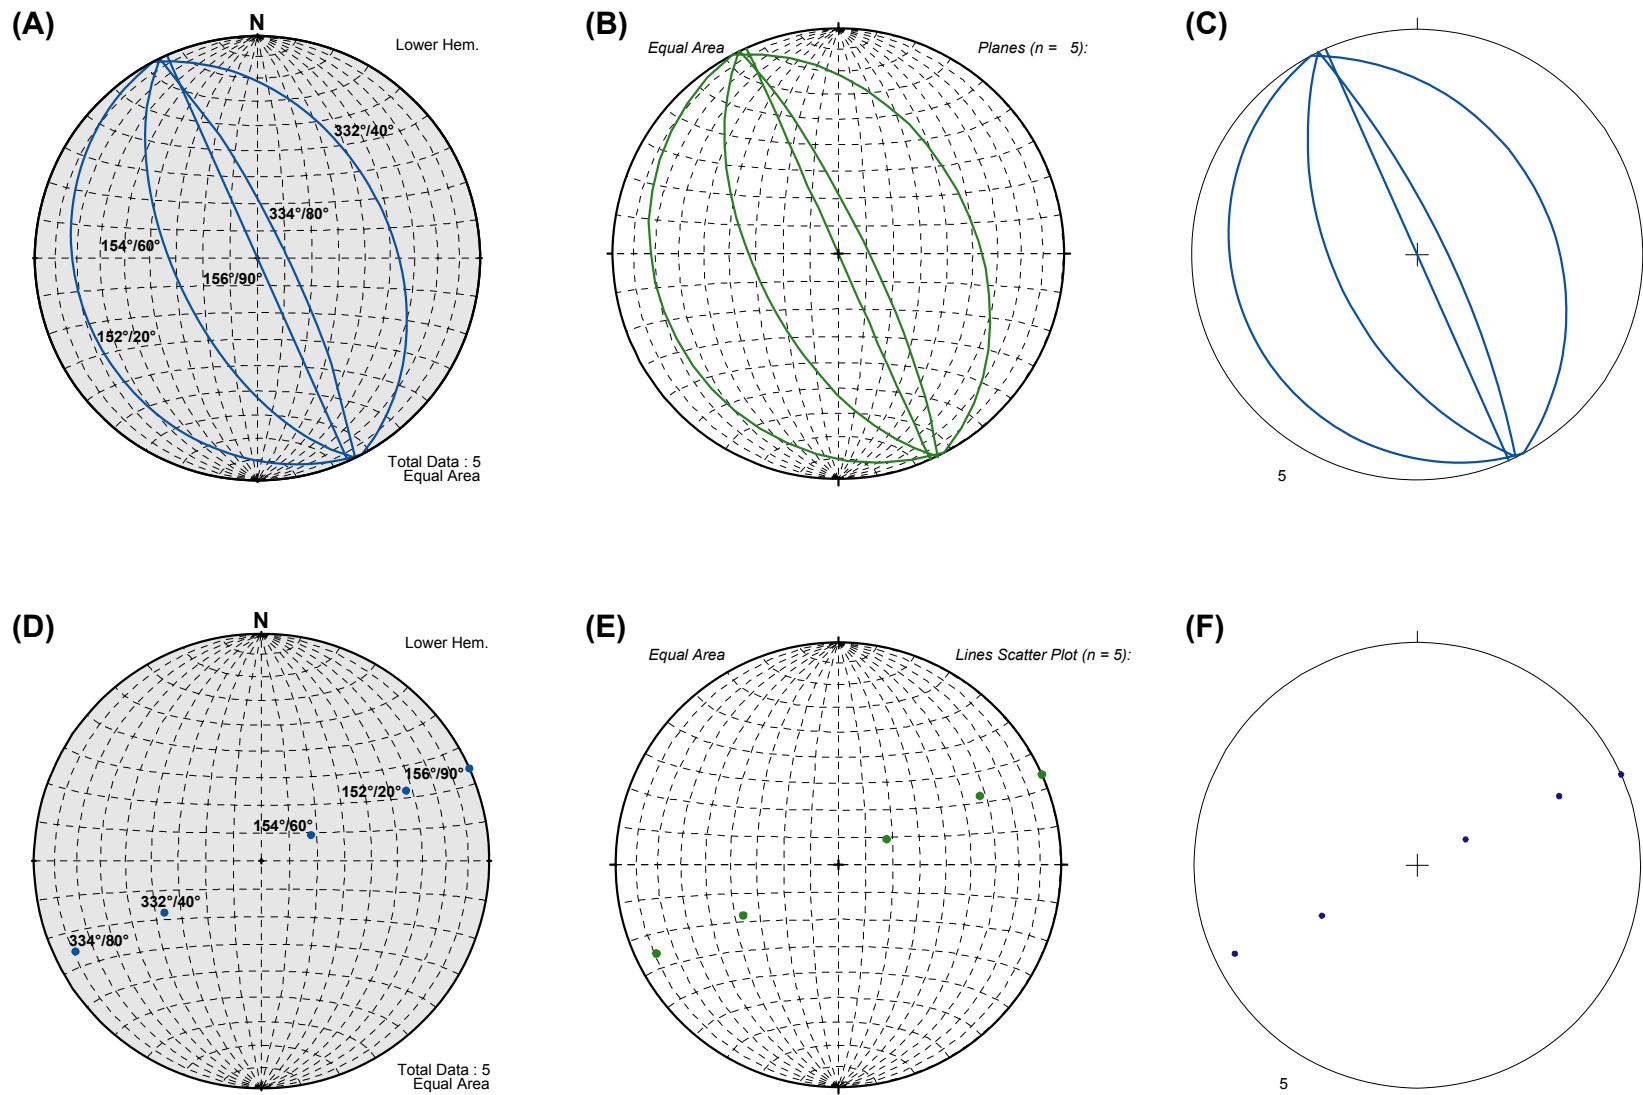 (A)
N
Lower Hem.
332°/40°
334°/80°
154°/60°
156°/90°
152°/20°
Total Data : 5
Equal Area
(B)
Equal Area
Planes (n = 5):
(C)
5
(D)
N
Lower Hem.
156°/90°
152°/20°
154°/60°
332°/40°
334°/80°
Total Data : 5
Equal Area
(E)
Equal Area
Lines Scatter Plot (n = 5):
(F)
5